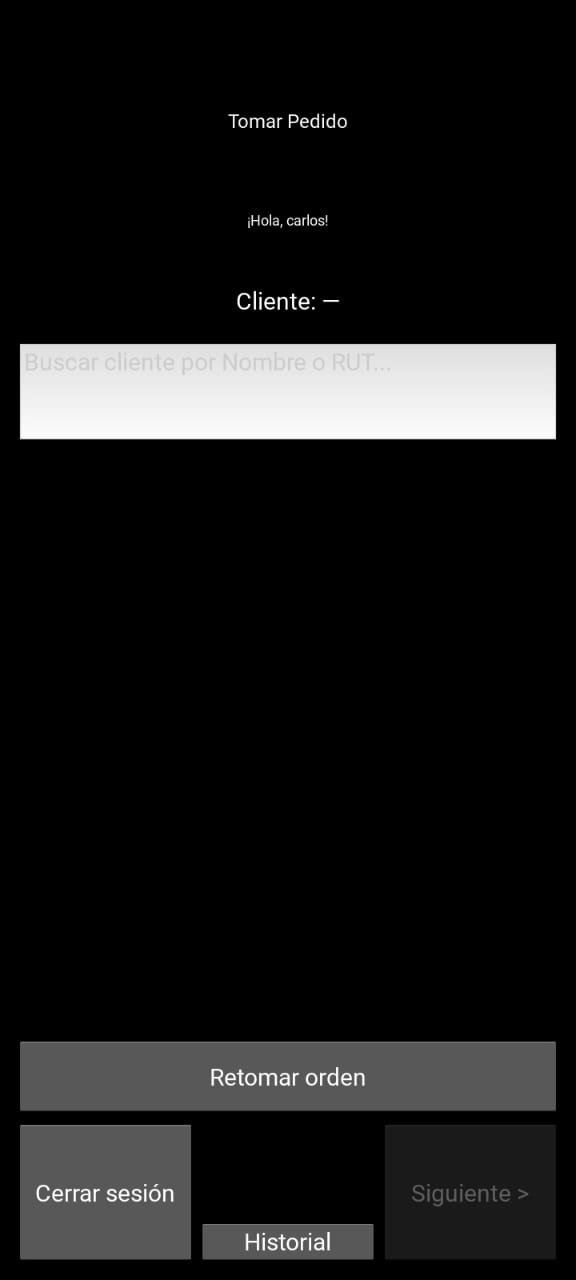 Tomar Pedido
¡Hola, carlos!
Cliente: —
Buscar cliente por Nombre o RUT...
Retomar orden
Cerrar sesión
Historial
Siguiente >